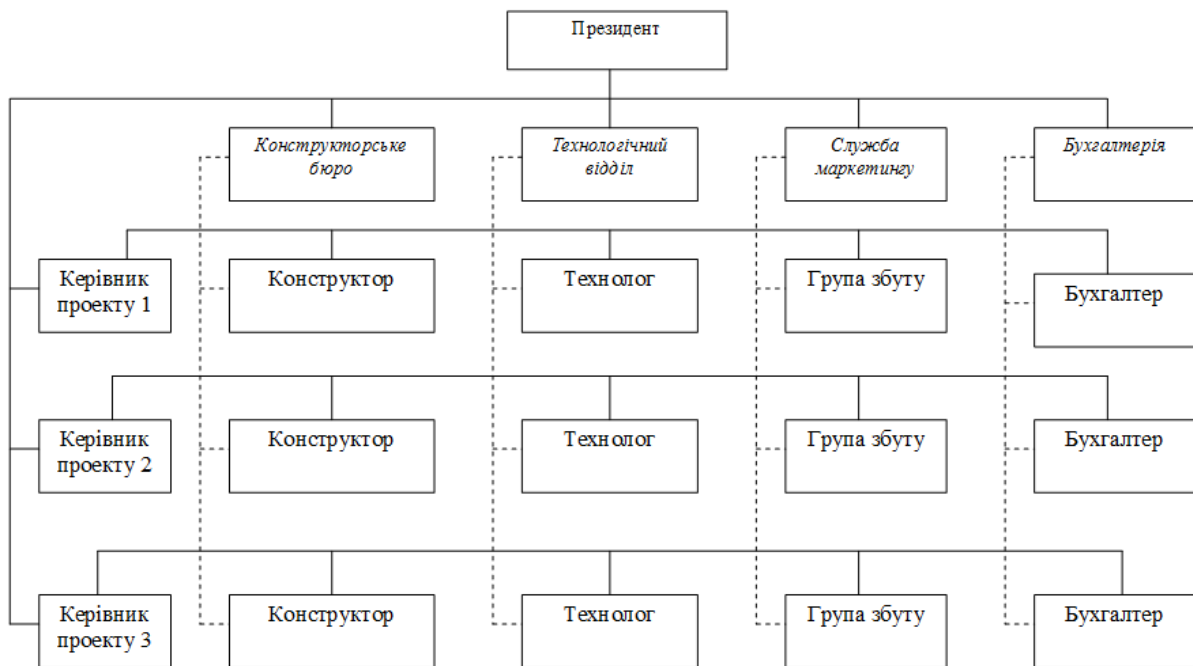 Президент
Конструкторське
бюро
Технологічний
відділ
Служба
маркетингу
Бухгалтерія
Керівник
проекту 1
Конструктор
Технолог
Група збуту
Бухгалтер
Керівник
проекту 2
Конструктор
Технолог
Група збуту
Бухгалтер
Керівник
проекту 3
Конструктор
Технолог
Група збуту
Бухгалтер